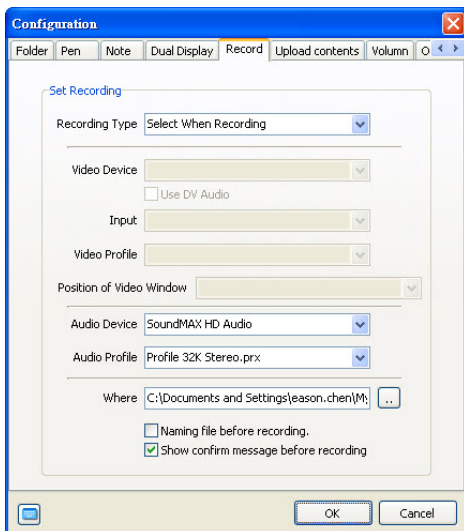 Configuration
Folder Pen Note Dual Display Record Upload contents Volumn O
Set Recording
Recording Type Select When Recording
Video Device
Use DV Audio
Input
Video Profile
Position of Video Window
Audio Device SoundMAX HD Audio
Audio Profile Profile 32K Stereo.prx
Where C:\Documents and Settings\eason.chen\My ..
Naming file before recording.
Show confirm message before recording
OK Cancel